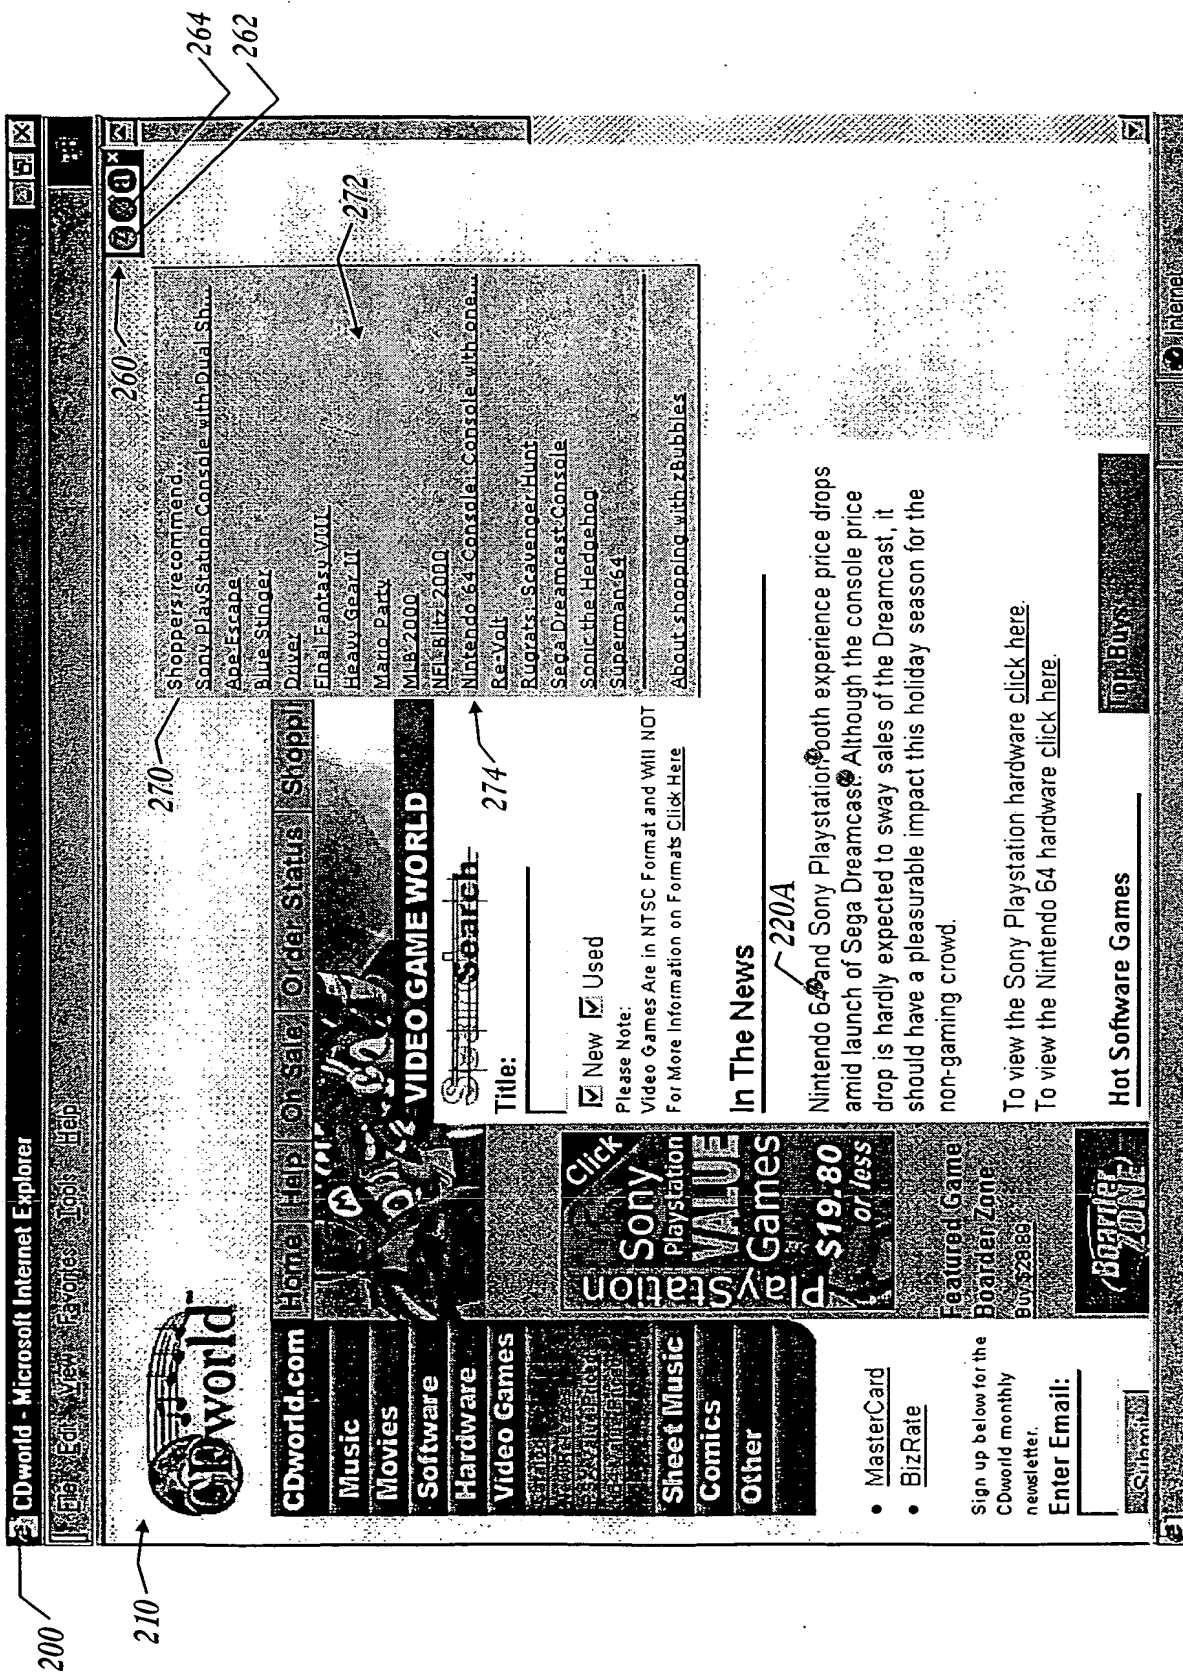 CDworld - Microsoft Internet Explorer
File Edit View Favorites Tools Help
200
210
260
264
262
CDworld
CDworld.com
Music
Movies
Software
Hardware
Video Games
Sheet Music
Comics
Other
• MasterCard
• BizRate
Sign up below for the
CDworld monthly
newsletter.
Enter Email:
Submit
Home Help On Sale Order Status Shoppi
VIDEO GAME WORLD
Search
Title:
New Used
Please Note:
Video Games Are in NTSC Format and Will NOT
For More Information on Formats Click Here
Click
PlayStation
Sony
Playstation
VALUE
Games
$19.80
or less
Featured Game
Boarder Zone
Buy $28.89
Boarder
ZONE
270
Shoppers recommend...
Sony PlayStation Console with Dual Sh...
Ape Escape
Blue Stinger
Driver
Final Fantasy VIII
Heavy Gear II
Mario Party
MLB 2000
NFL Blitz 2000
Nintendo 64 Console: Console with one...
Re-Volt
Rugrats: Scavenger Hunt
Sega Dreamcast Console
Sonic the Hedgehog
Superman 64
About shopping with zBubbles
272
274
In The News
220A
Nintendo 64 and Sony Playstation both experience price drops
amid launch of Sega Dreamcast. Although the console price
drop is hardly expected to sway sales of the Dreamcast, it
should have a pleasurable impact this holiday season for the
non-gaming crowd.
To view the Sony Playstation hardware click here.
To view the Nintendo 64 hardware click here.
Hot Software Games
Top Buys
Internet